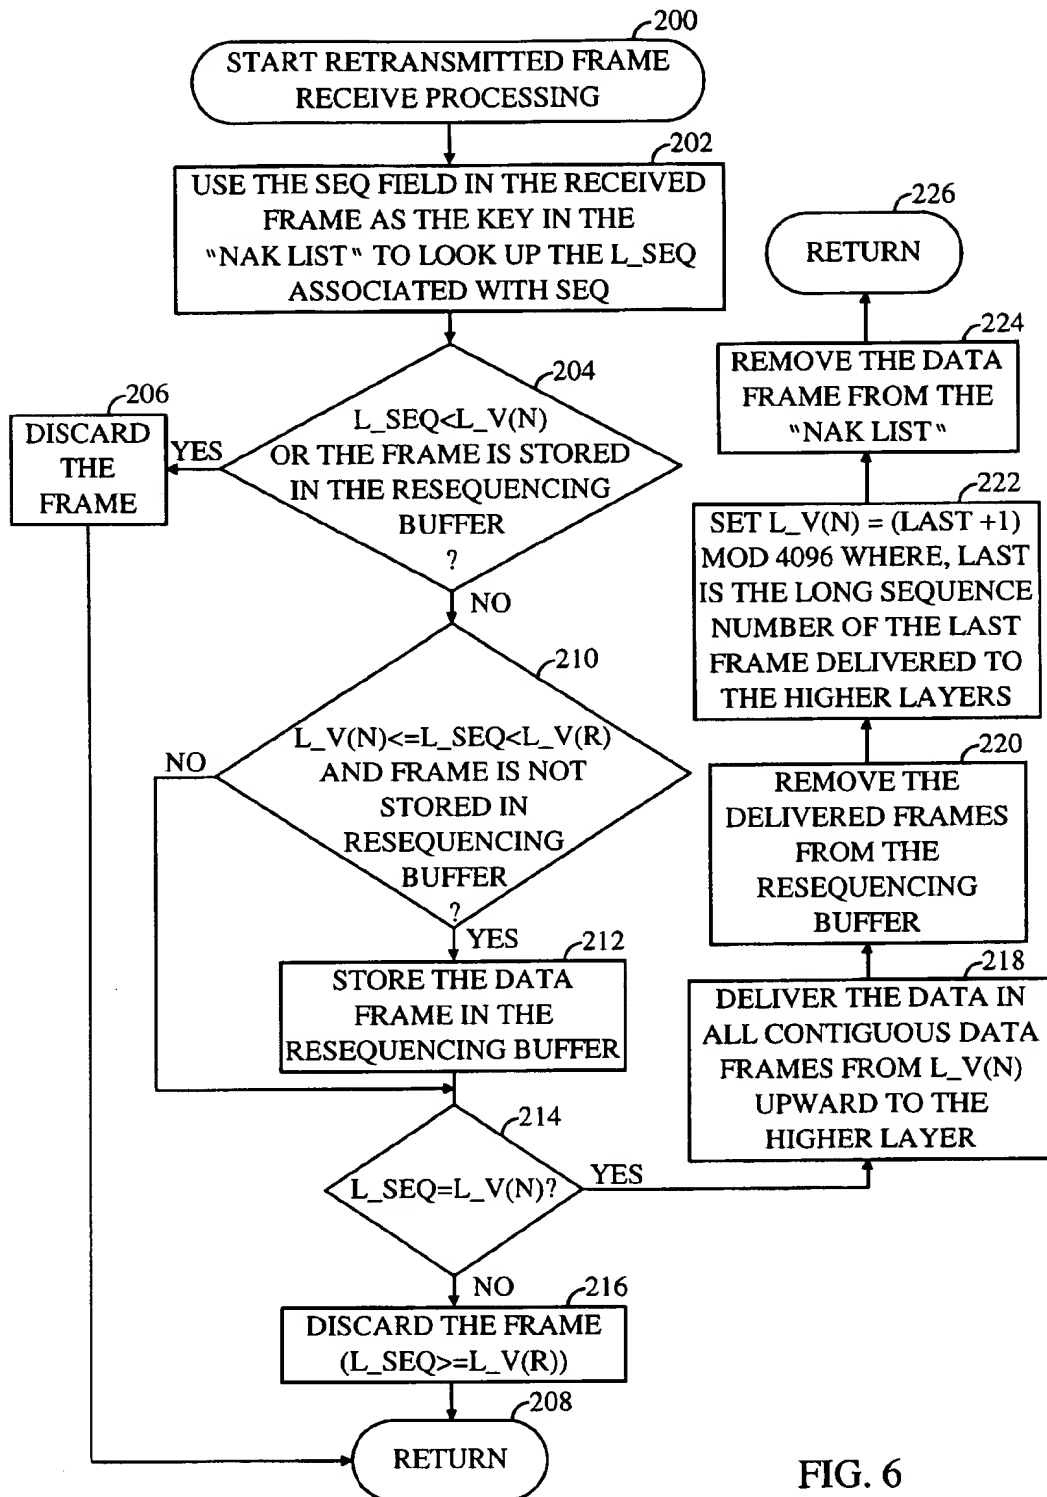 200
START RETRANSMITTED FRAME
RECEIVE PROCESSING
202
USE THE SEQ FIELD IN THE RECEIVED
FRAME AS THE KEY IN THE
"NAK LIST" TO LOOK UP THE L_SEQ
ASSOCIATED WITH SEQ
204
L_SEQ<L_V(N)
OR THE FRAME IS STORED
IN THE RESEQUENCING
BUFFER
?
YES
206
DISCARD
THE
FRAME
NO
210
L_V(N)<=L_SEQ<L_V(R)
AND FRAME IS NOT
STORED IN
RESEQUENCING
BUFFER
?
NO
YES
212
STORE THE DATA
FRAME IN THE
RESEQUENCING BUFFER
214
L_SEQ=L_V(N)?
YES
NO
216
DISCARD THE FRAME
(L_SEQ>=L_V(R))
208
RETURN
226
RETURN
224
REMOVE THE DATA
FRAME FROM THE
"NAK LIST"
222
SET L_V(N) = (LAST +1)
MOD 4096 WHERE, LAST
IS THE LONG SEQUENCE
NUMBER OF THE LAST
FRAME DELIVERED TO
THE HIGHER LAYERS
220
REMOVE THE
DELIVERED FRAMES
FROM THE
RESEQUENCING
BUFFER
218
DELIVER THE DATA IN
ALL CONTIGUOUS DATA
FRAMES FROM L_V(N)
UPWARD TO THE
HIGHER LAYER
FIG. 6